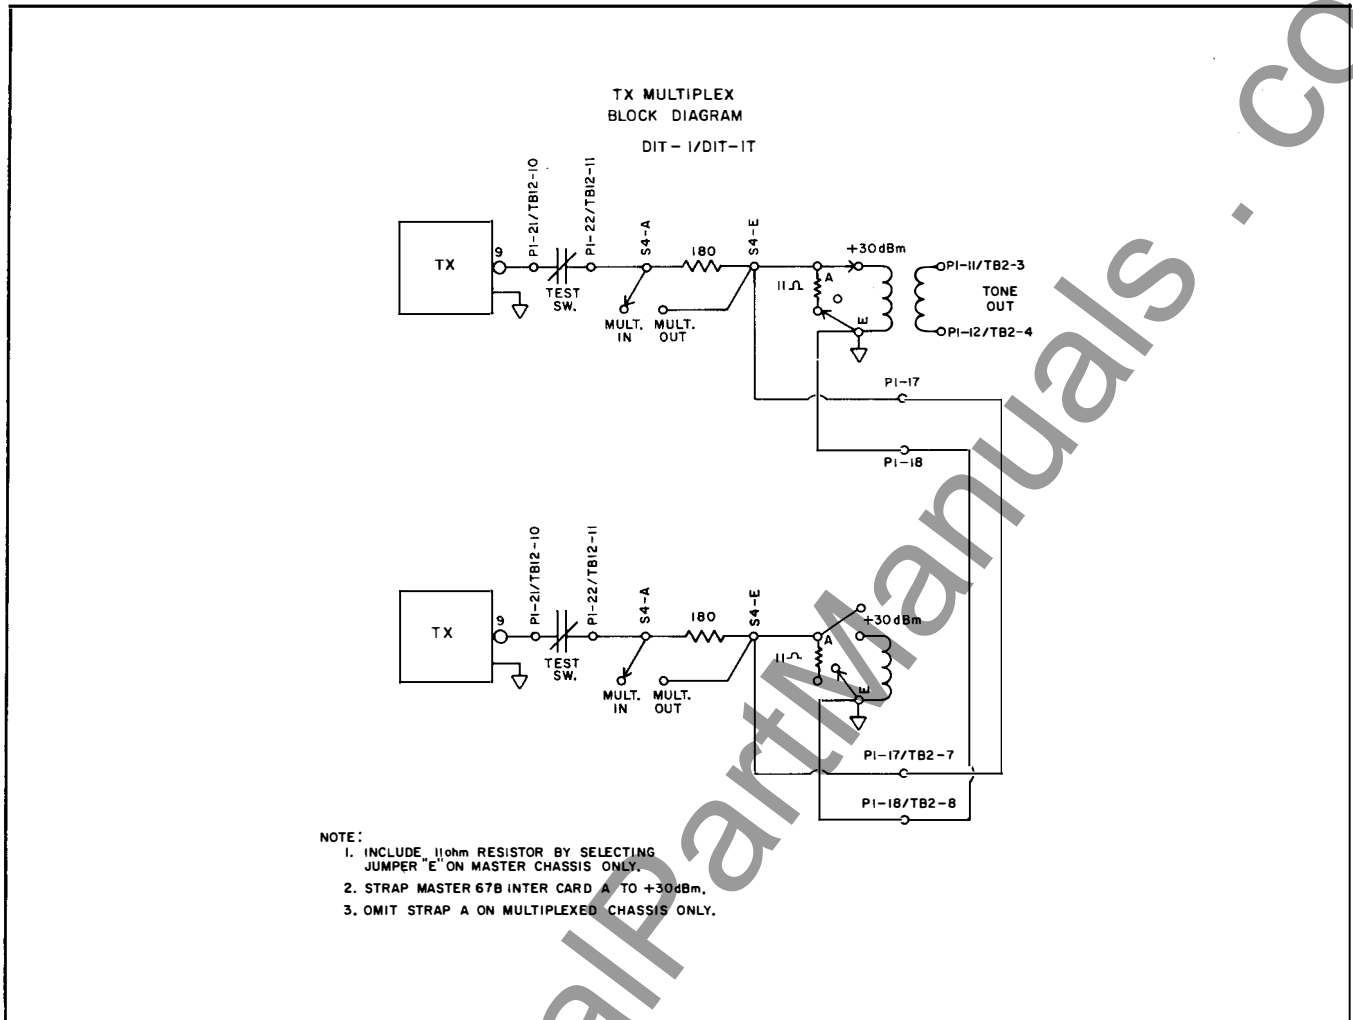 TX MULTIPLEX
BLOCK DIAGRAM
DIT-1/DIT-1T
TX
9
P1-21/TB12-10
TEST
SW.
P1-22/TB12-11
S4-A
MULT.
IN
180
MULT.
OUT
S4-E
11Ω
A
E
+30dBm
P1-11/TB2-3
TONE
OUT
P1-12/TB2-4
P1-17
P1-18
TX
9
P1-21/TB12-10
TEST
SW.
P1-22/TB12-11
S4-A
MULT.
IN
180
MULT.
OUT
S4-E
11Ω
A
E
+30dBm
P1-17/TB2-7
P1-18/TB2-8
NOTE:
1. INCLUDE 11ohm RESISTOR BY SELECTING
JUMPER "E" ON MASTER CHASSIS ONLY.
2. STRAP MASTER 67B INTER CARD A TO +30dBm.
3. OMIT STRAP A ON MULTIPLEXED CHASSIS ONLY.
alPartManuals . co